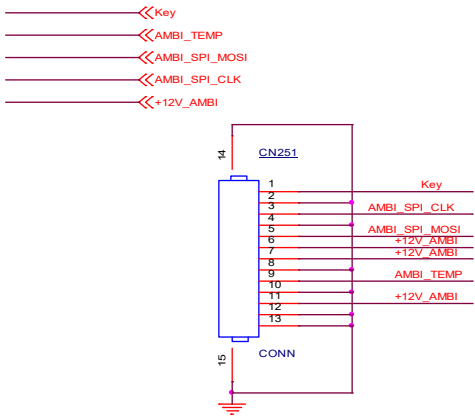 Key
AMBI_TEMP
AMBI_SPI_MOSI
AMBI_SPI_CLK
+12V_AMBI
14
CN251
1 Key
2
3 AMBI_SPI_CLK
4
5 AMBI_SPI_MOSI
6 +12V_AMBI
7 +12V_AMBI
8
9 AMBI_TEMP
10
11 +12V_AMBI
12
13
15
CONN